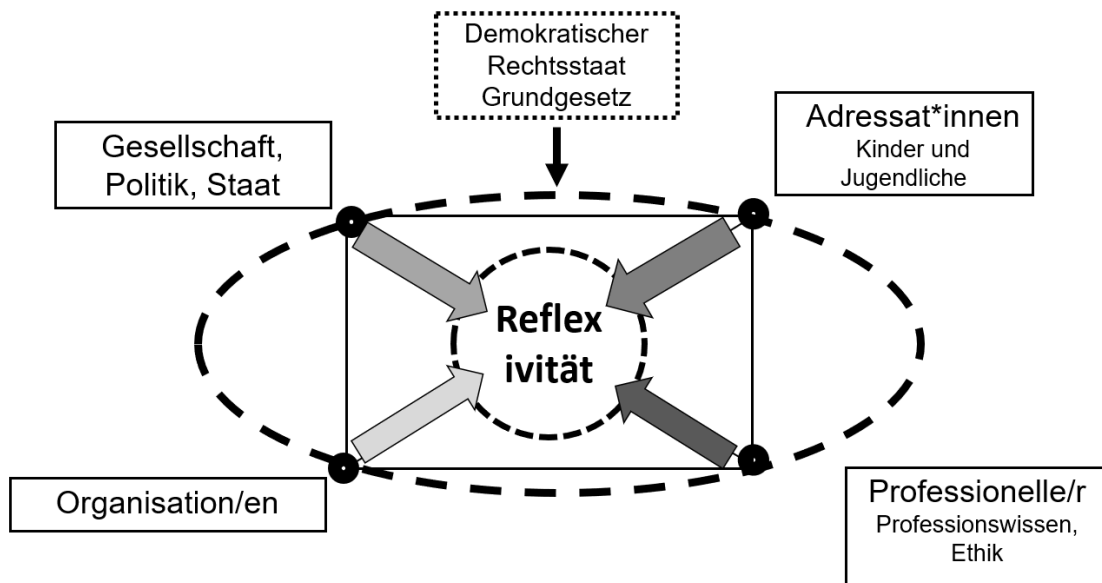 Demokratischer
Rechtsstaat
Grundgesetz
Gesellschaft,
Politik, Staat
Adressat*innen
Kinder und
Jugendliche
Reflex
ivität
Organisation/en
Professionelle/r
Professionswissen,
Ethik